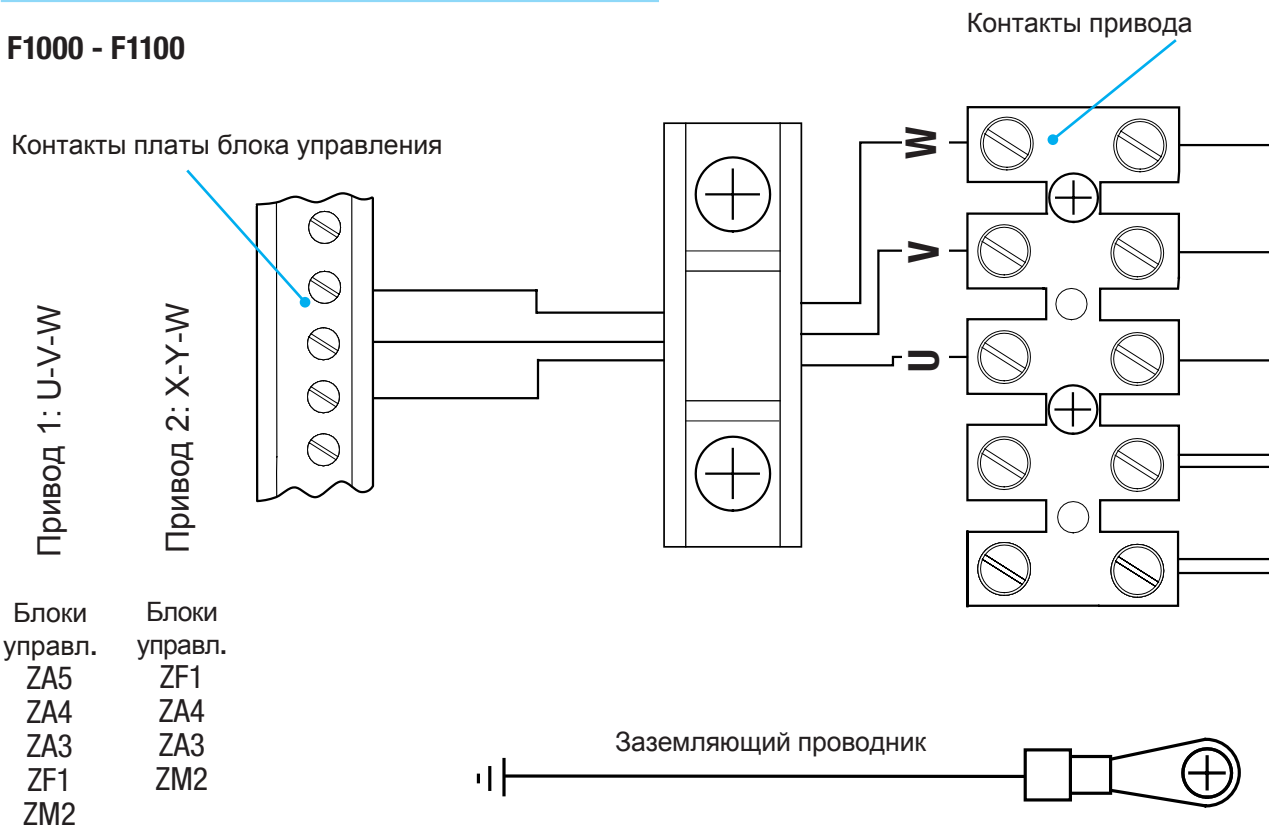 Контакты привода
F1000 - F1100
Контакты платы блока управления
W
V
U
Привод 1: U-V-W
Привод 2: X-Y-W
Блоки
управл.
ZA5
ZA4
ZA3
ZF1
ZM2
Блоки
управл.
ZF1
ZA4
ZA3
ZM2
Заземляющий проводник